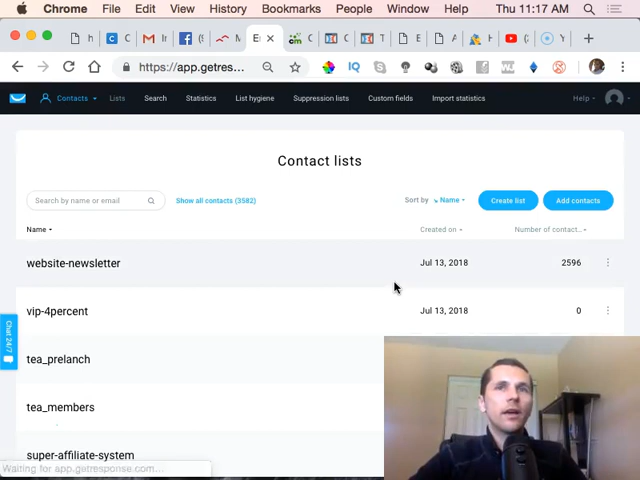 Chrome File Edit View History Bookmarks People Window Help Thu 11:17 AM
h C Ir (9 M E C C T E A C (2 Y
https://app.getres...
Contacts Lists Search Statistics List hygiene Suppression lists Custom fields Import statistics Help
Contact lists
Search by name or email Show all contacts (3582) Sort by Name Create list Add contacts
Name Created on Number of contact...
website-newsletter Jul 13, 2018 2596
vip-4percent Jul 13, 2018 0
Chat 24/7
tea_prelanch
tea_members
super-affiliate-system
Waiting for app.getresponse.com...